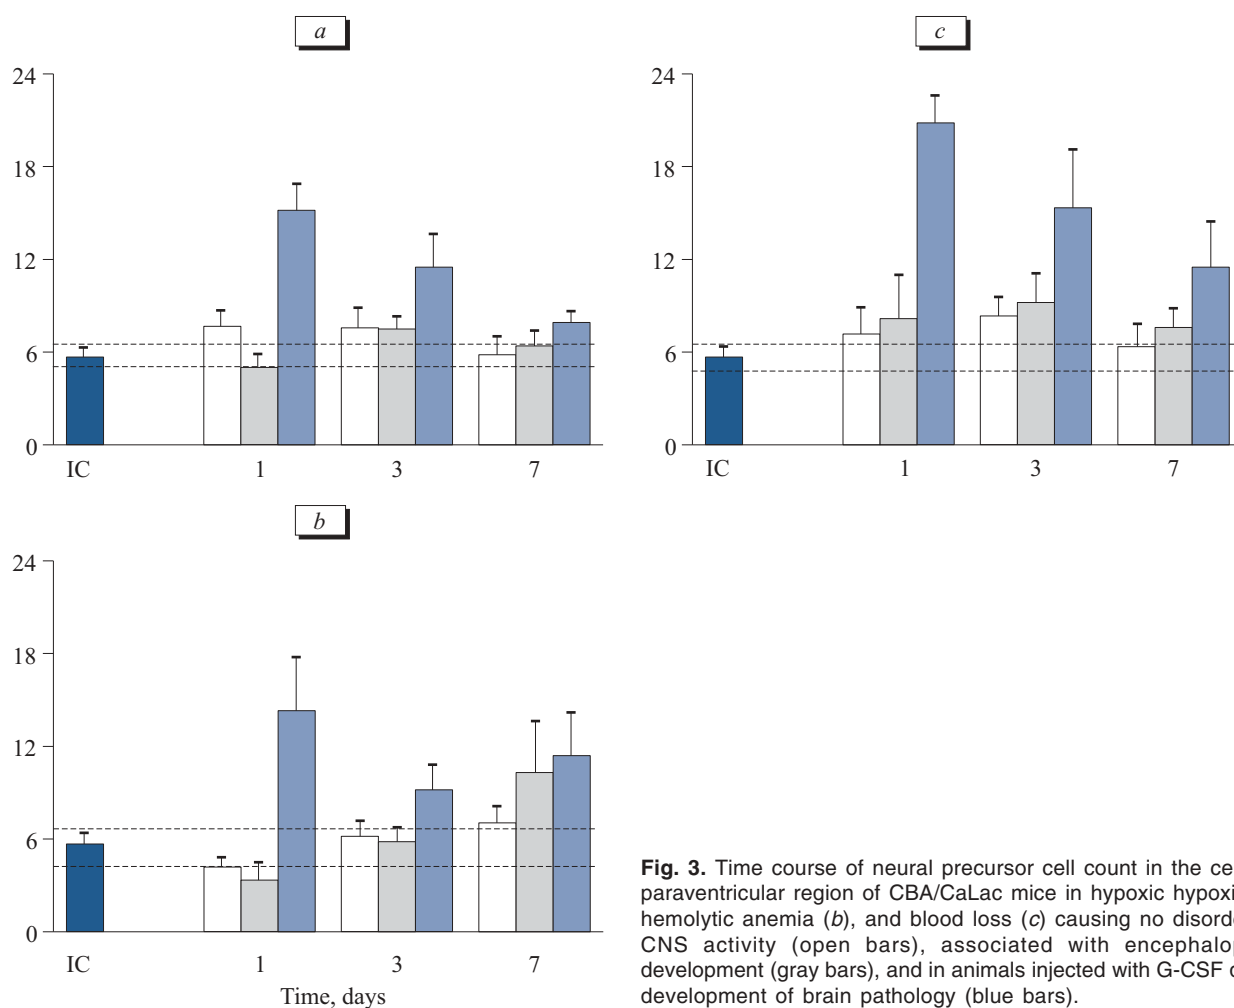 a
24
18
12
6
0
IC
1
3
7
c
24
18
12
6
0
IC
1
3
7
b
24
18
12
6
0
IC
1
3
7
Time, days
Fig. 3. Time course of neural precursor cell count in the
paraventricular region of CBA/CaLac mice in hypoxic
hemolytic anemia (b), and blood loss (c) causing no
CNS activity (open bars), associated with
development (gray bars), and in animals injected with G-CSF
development of brain pathology (blue bars).